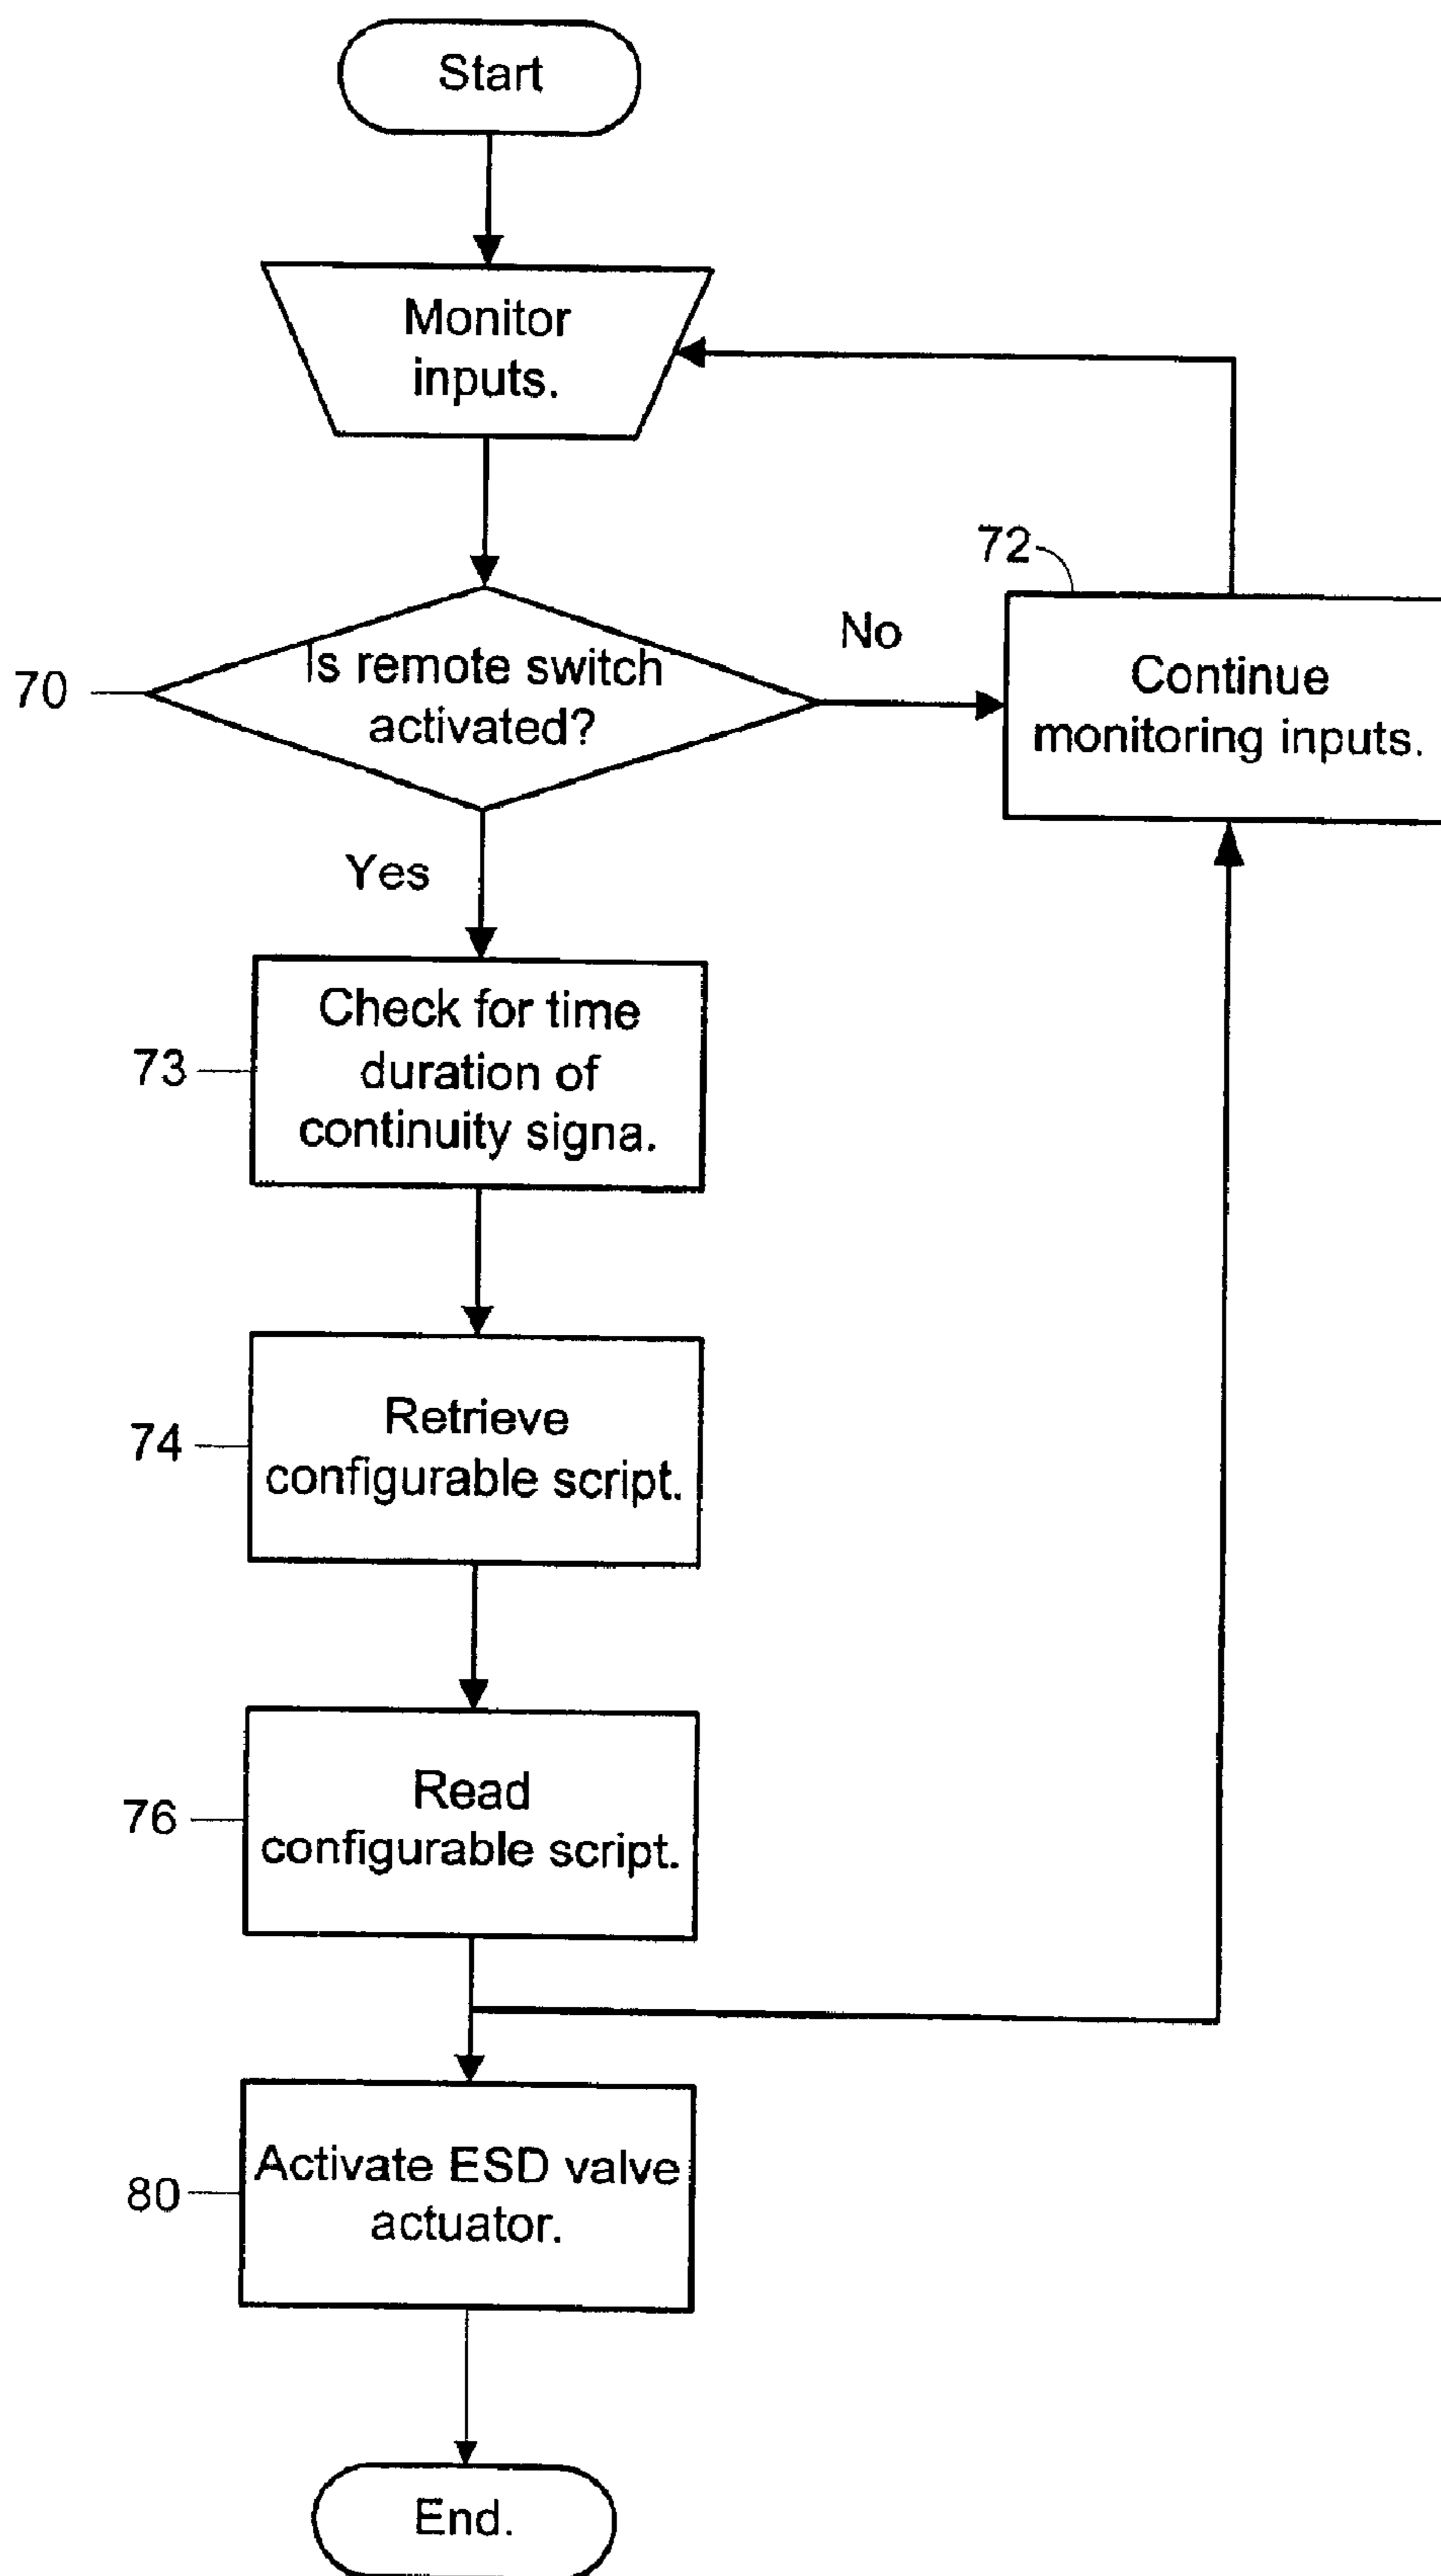 Start
Monitor
inputs.
72
No
70
Is remote switch
activated?
Continue
monitoring inputs.
Yes
73
Check for time
duration of
continuity signa.
74
Retrieve
configurable script.
76
Read
configurable script.
80
Activate ESD valve
actuator.
End.